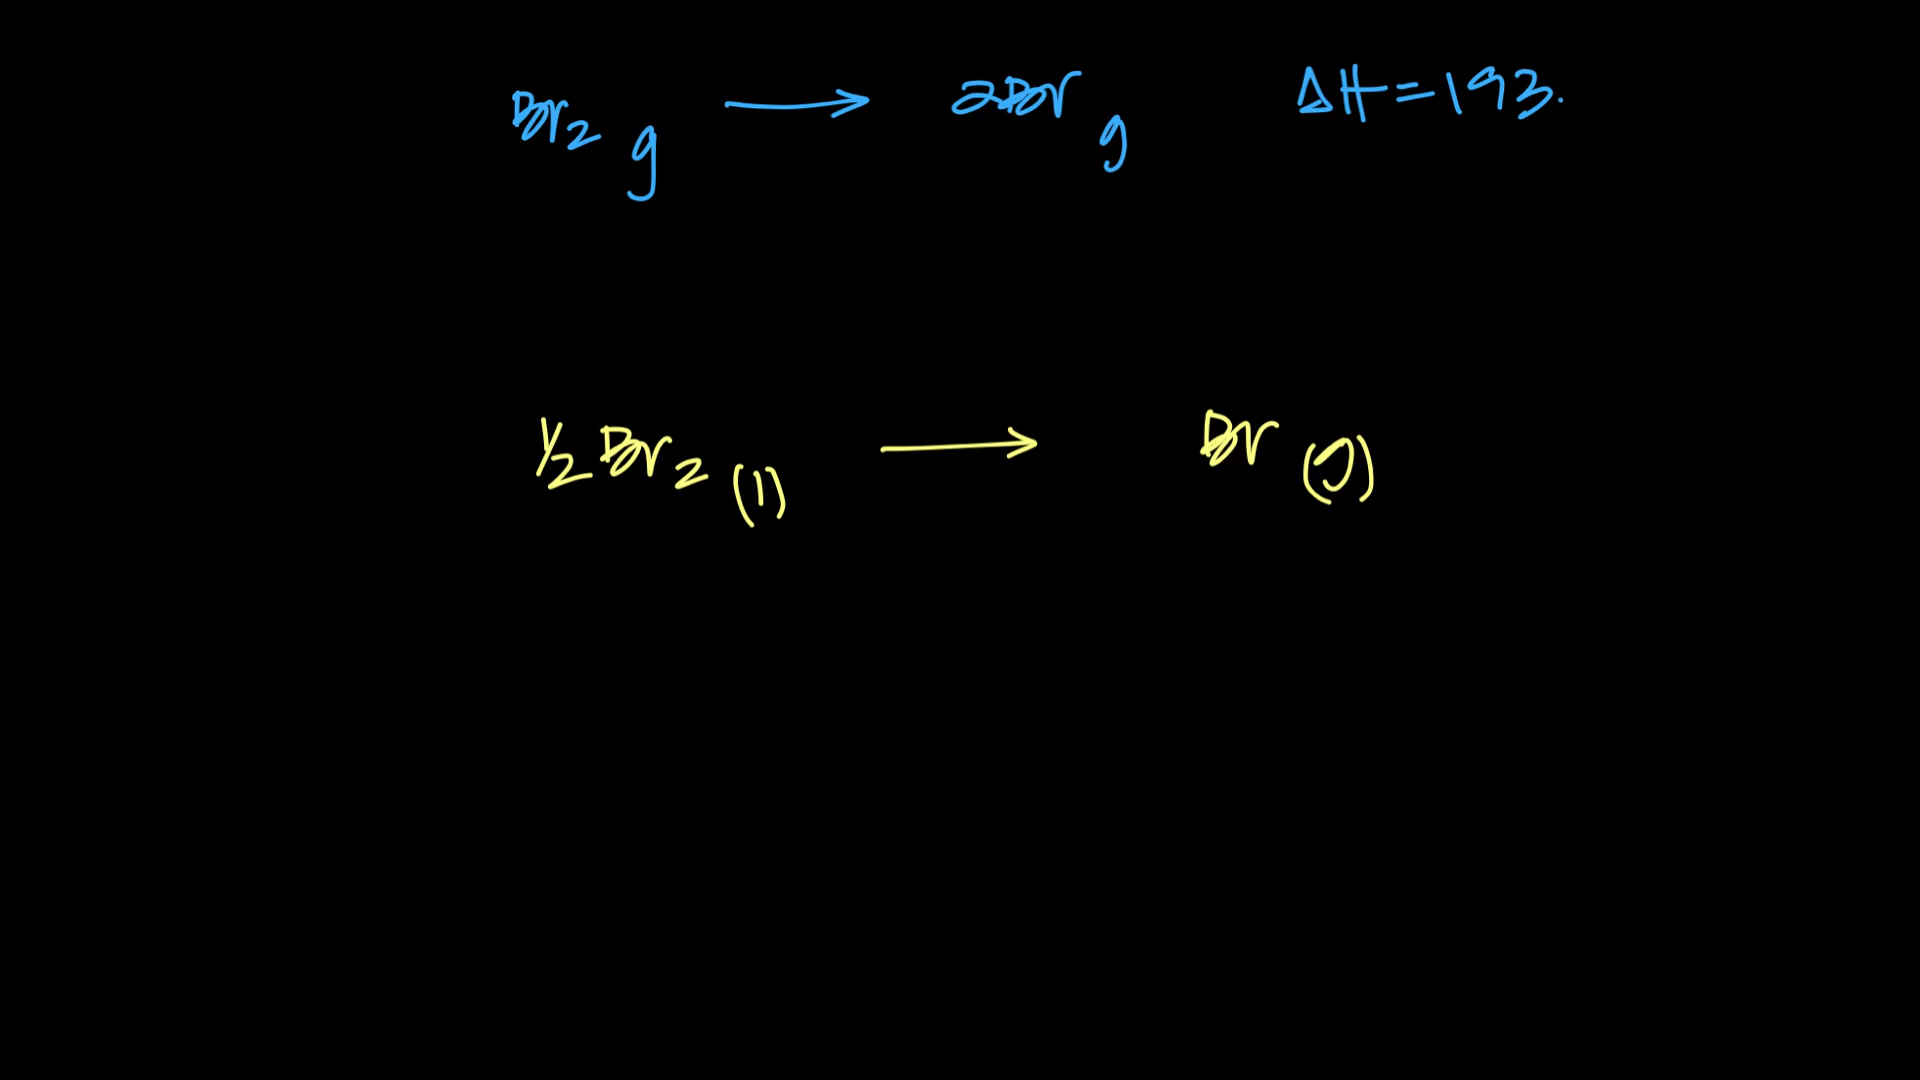 Br₂ g ⟶ 2Br g ΔH = 193.
½ Br₂ (l) ⟶ Br (g)